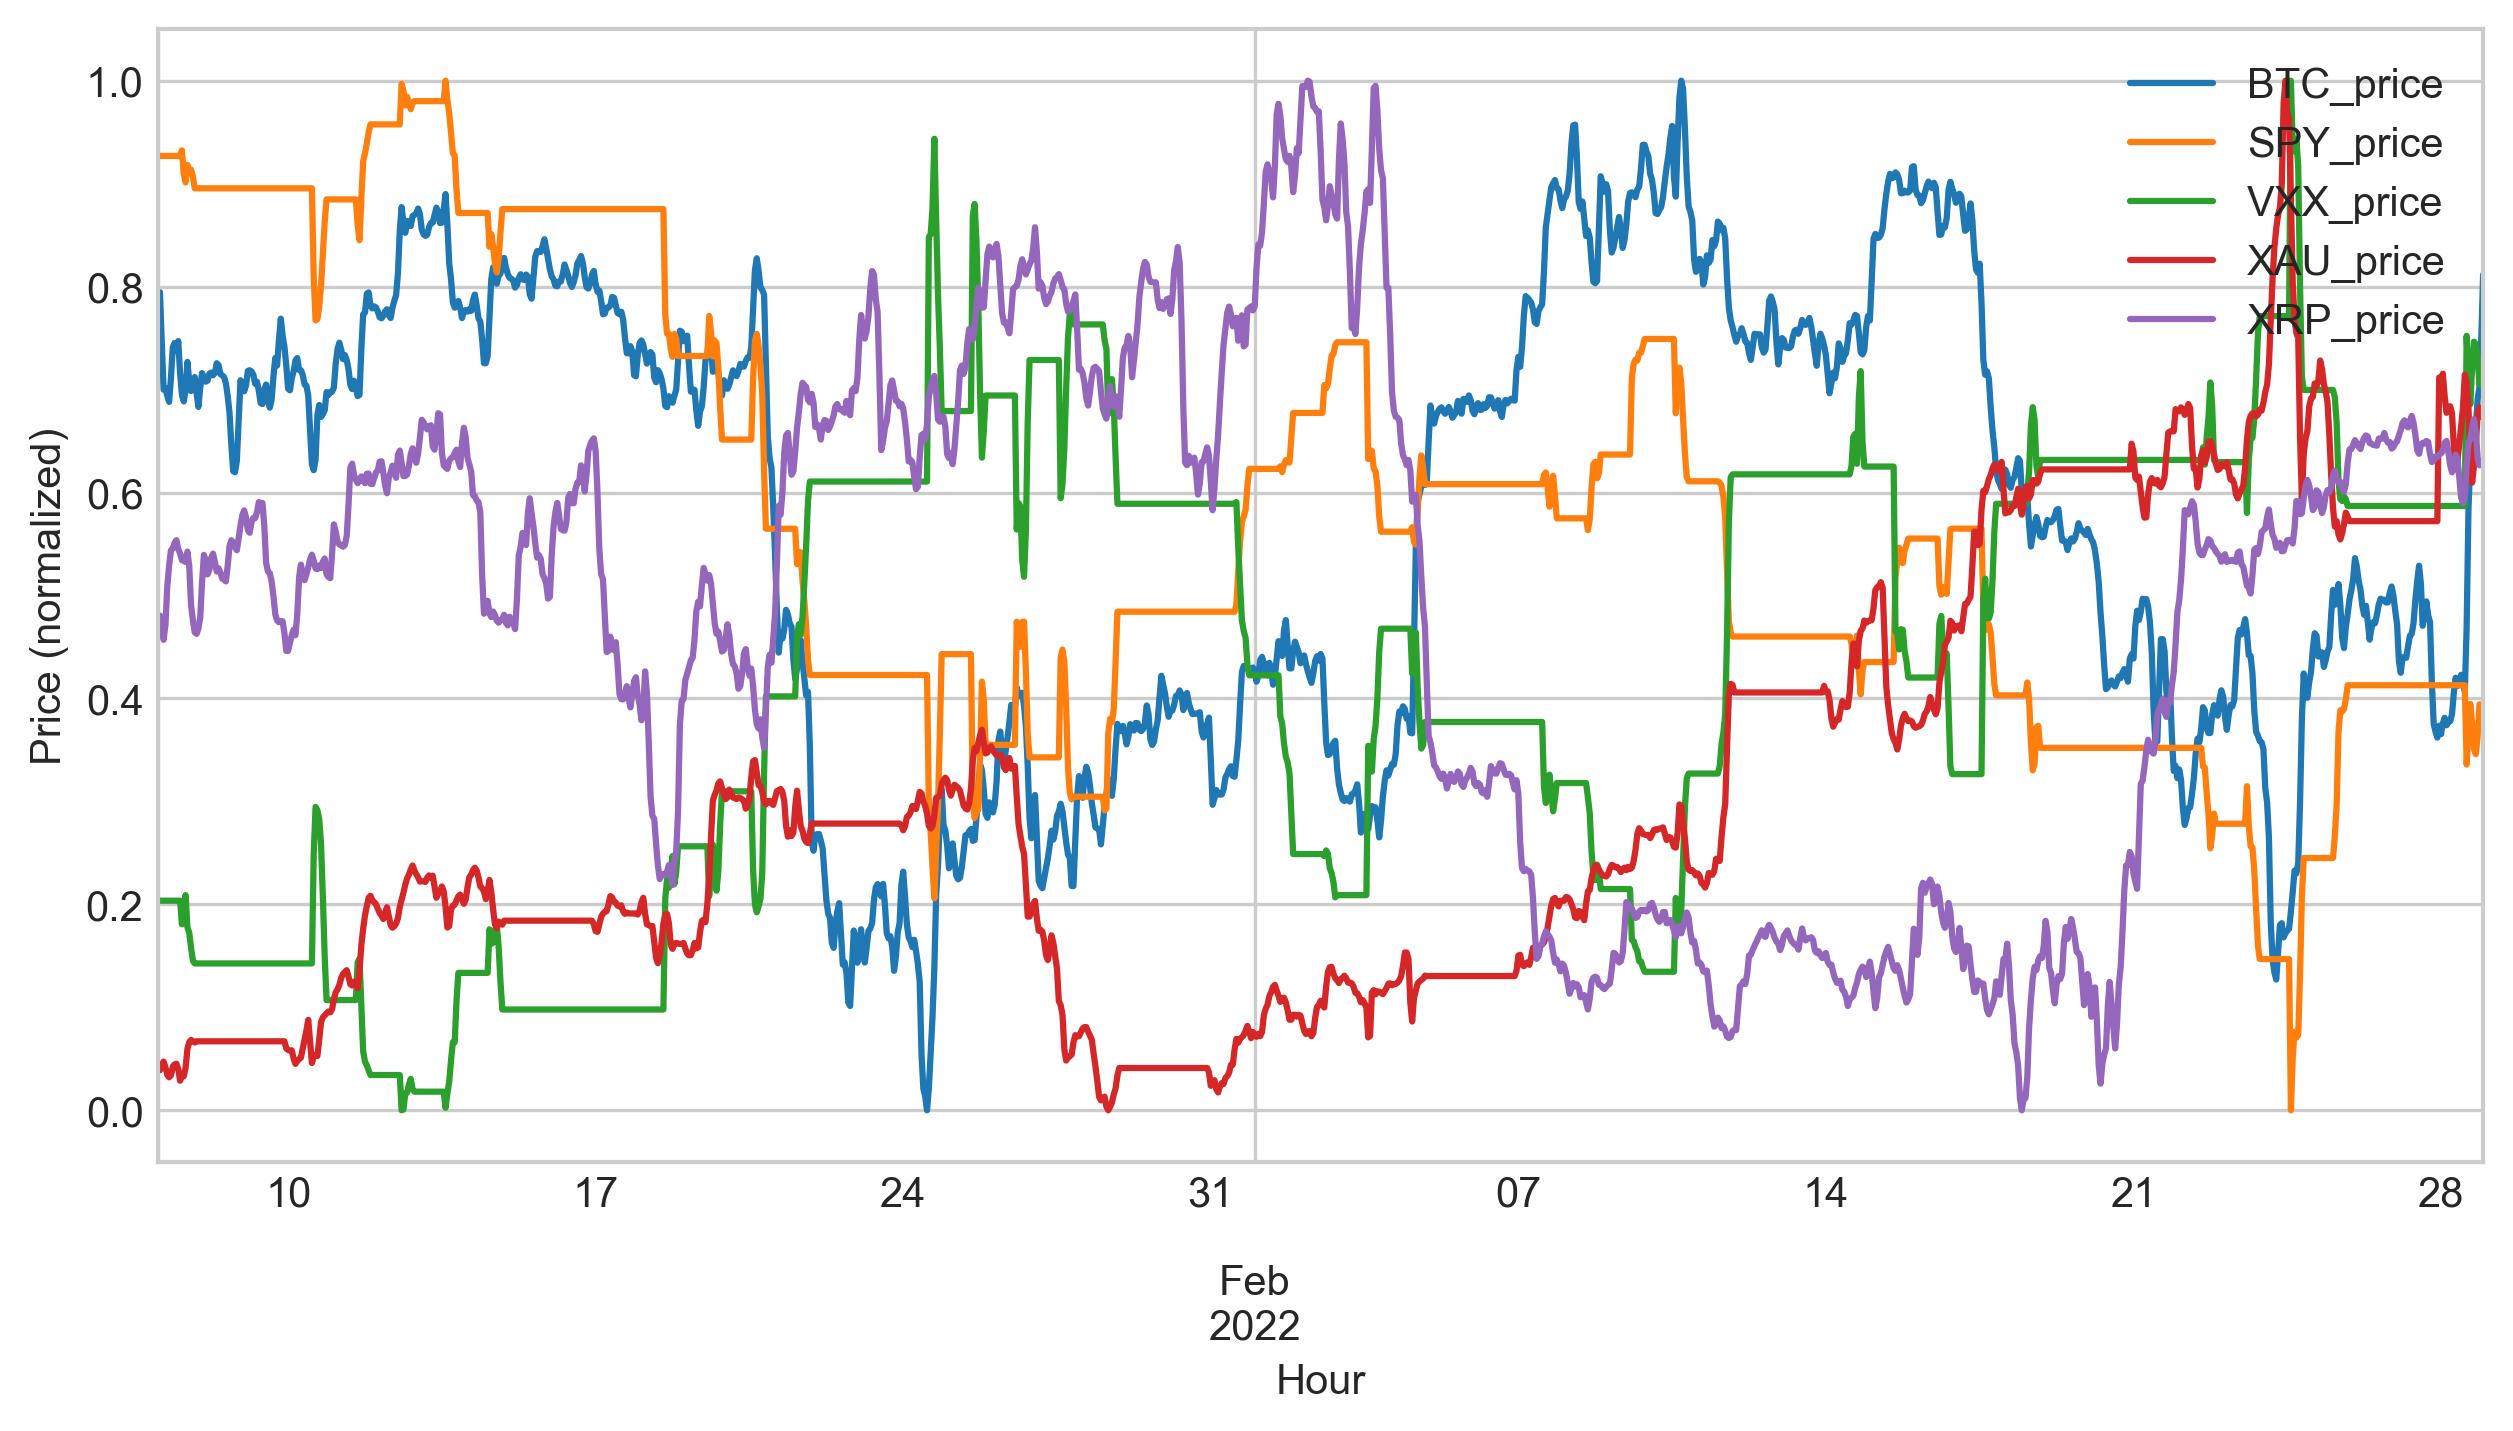 1.0
0.8
0.6
0.4
0.2
0.0
Price (normalized)
BTC_price
SPY_price
VXX_price
XAU_price
XRP_price
10 17 24 31 07 14 21 28
Feb
2022
Hour